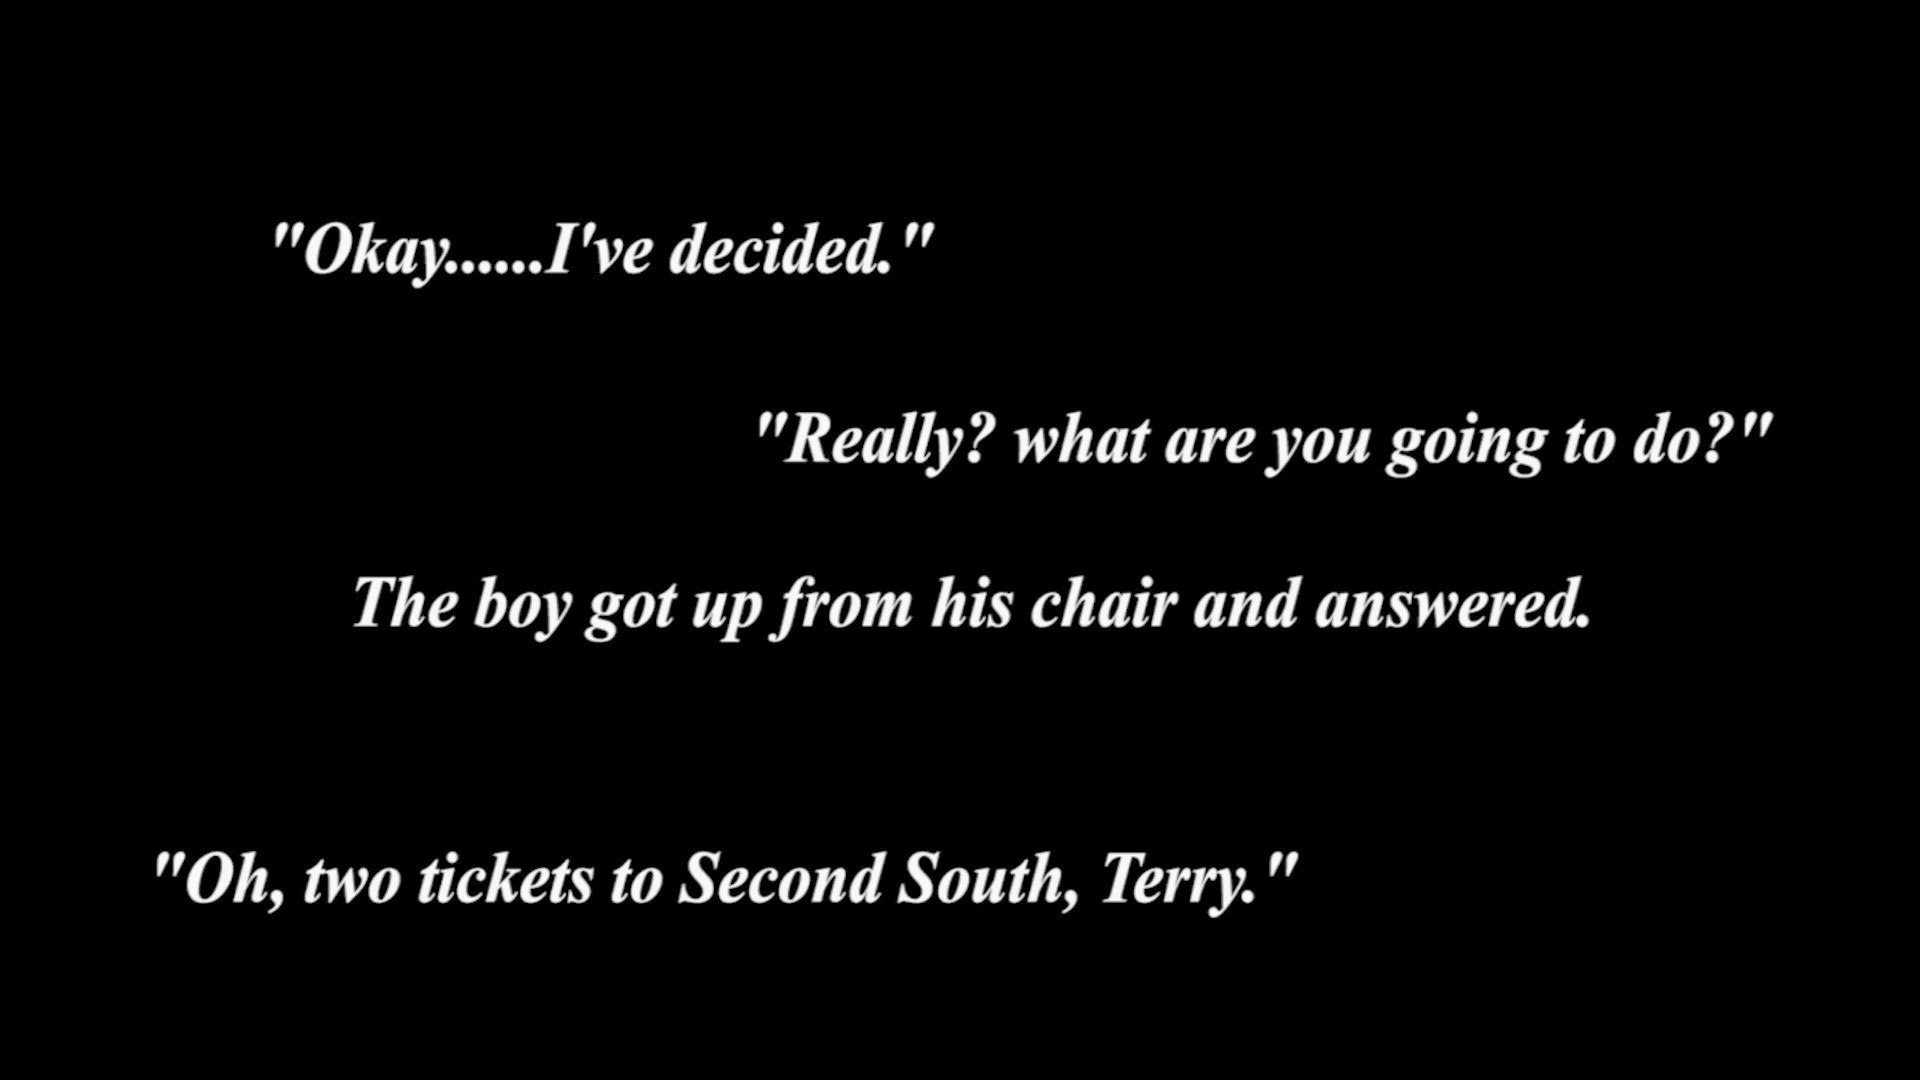 "Okay......I've decided."
"Really? what are you going to do?"
The boy got up from his chair and answered.
"Oh, two tickets to Second South, Terry."